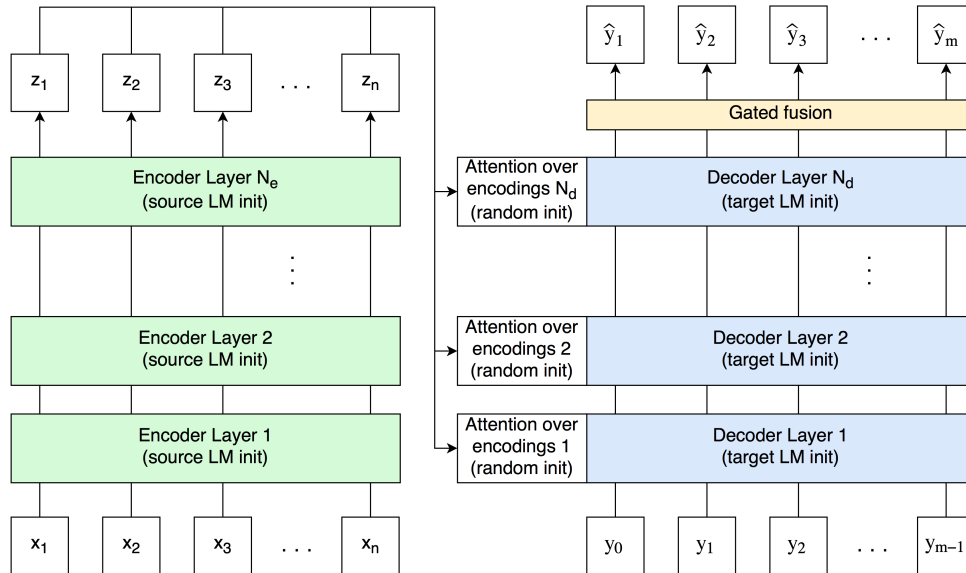 z1 z2 z3 . . . zn
ŷ1 ŷ2 ŷ3 . . . ŷm
Gated fusion
Encoder Layer Ne
(source LM init)
Attention over
encodings Nd
(random init)
Decoder Layer Nd
(target LM init)
. . .
. . .
Encoder Layer 2
(source LM init)
Attention over
encodings 2
(random init)
Decoder Layer 2
(target LM init)
Encoder Layer 1
(source LM init)
Attention over
encodings 1
(random init)
Decoder Layer 1
(target LM init)
x1 x2 x3 . . . xn
y0 y1 y2 . . . ym−1